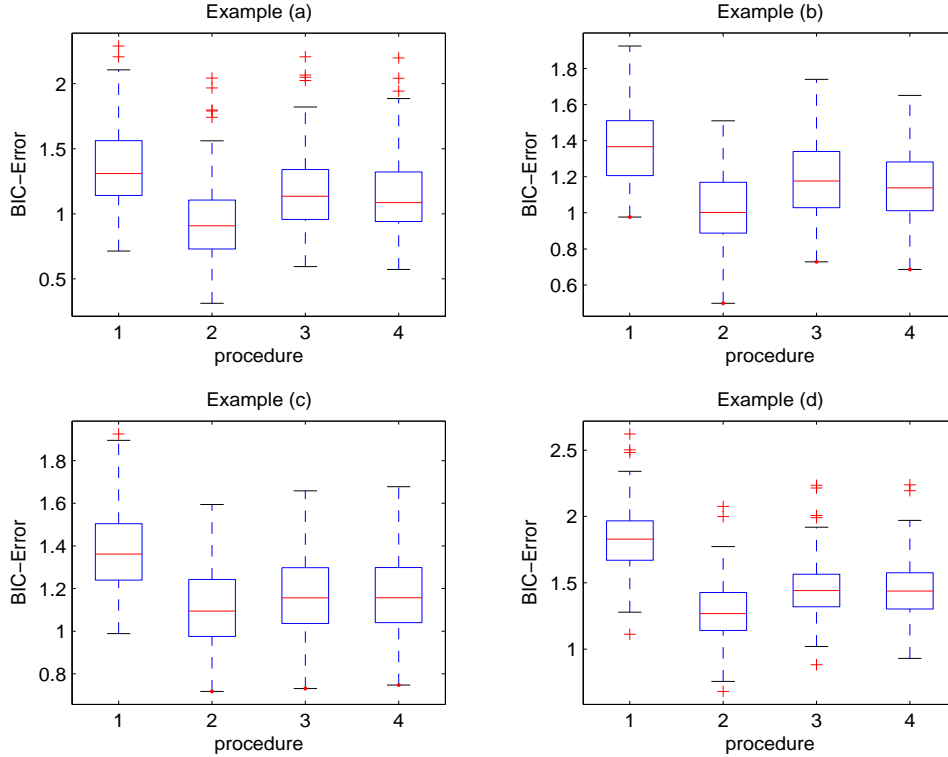 Example (a)
BIC−Error
2
1.5
1
0.5
1 2 3 4
procedure
Example (b)
BIC−Error
1.8
1.6
1.4
1.2
1
0.8
0.6
1 2 3 4
procedure
Example (c)
BIC−Error
1.8
1.6
1.4
1.2
1
0.8
1 2 3 4
procedure
Example (d)
BIC−Error
2.5
2
1.5
1
1 2 3 4
procedure